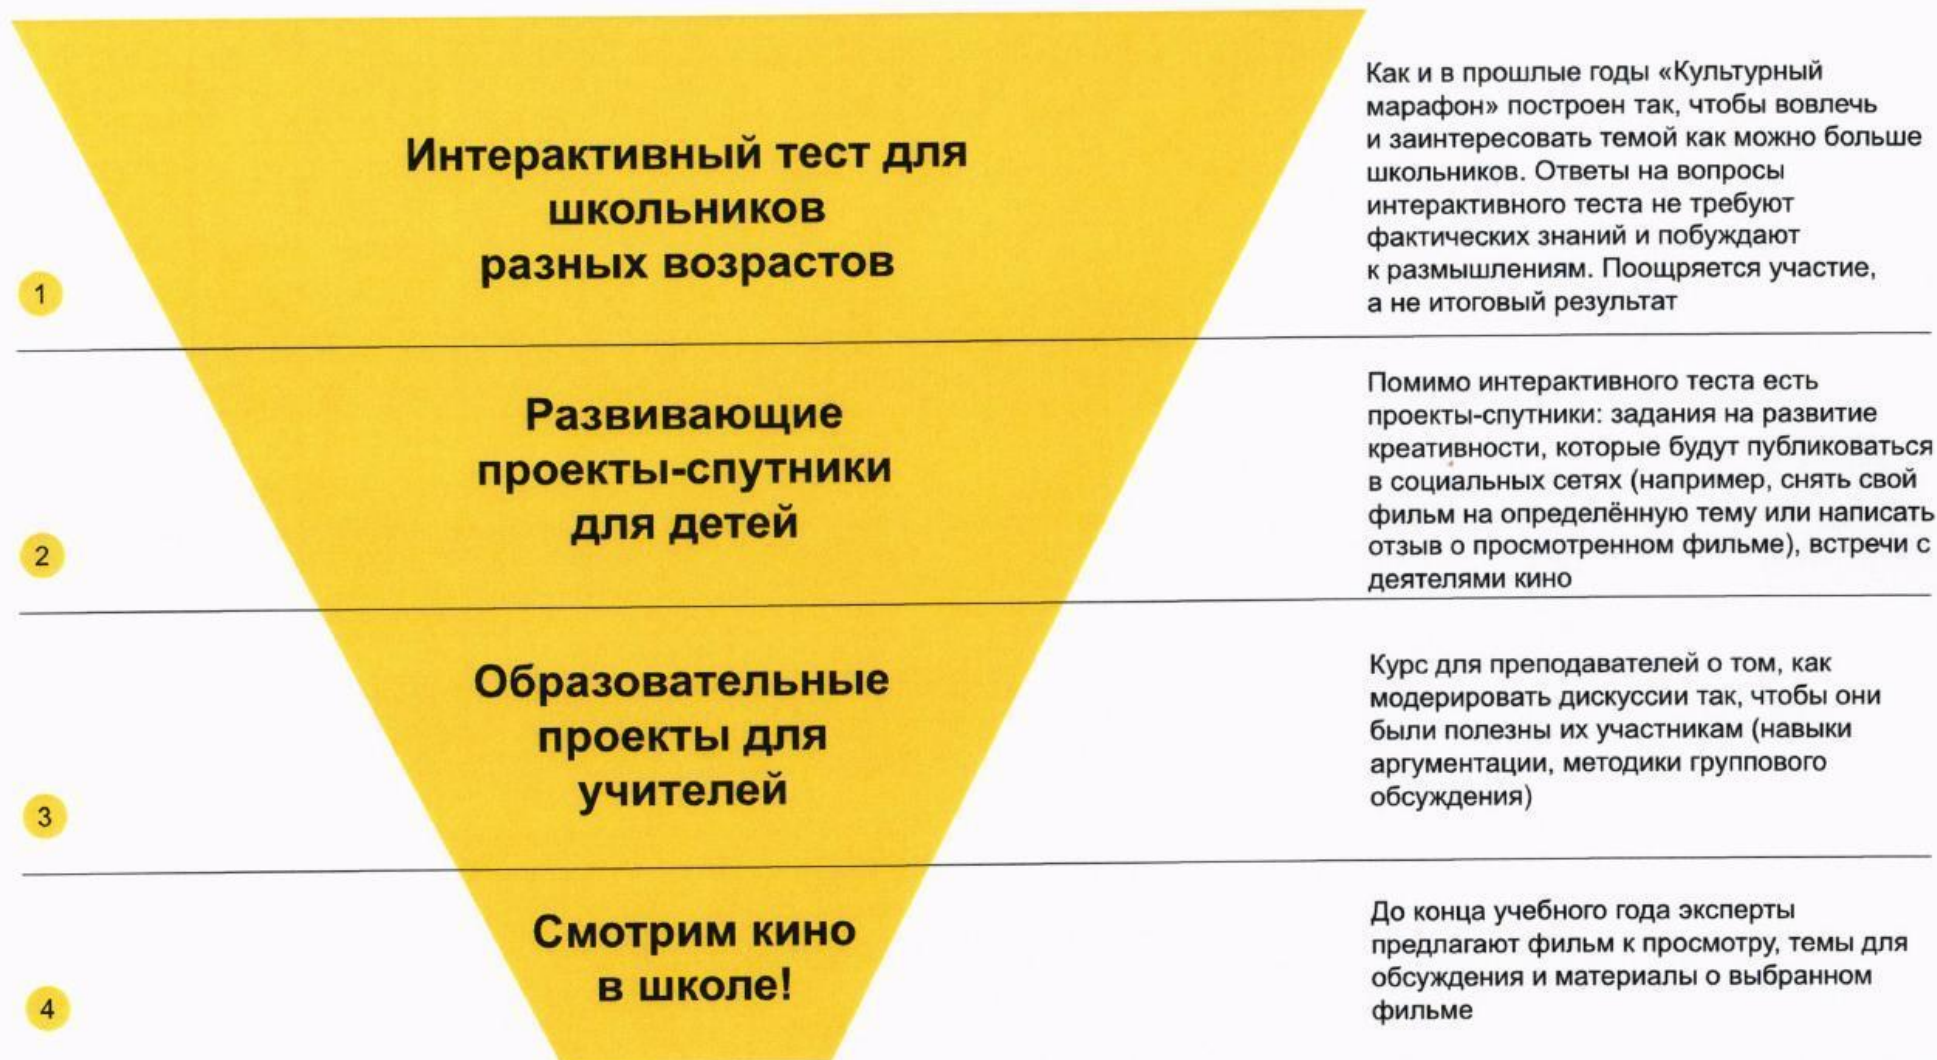 Интерактивный тест для
школьников
разных возрастов
1
Как и в прошлые годы «Культурный
марафон» построен так, чтобы вовлечь
и заинтересовать темой как можно больше
школьников. Ответы на вопросы
интерактивного теста не требуют
фактических знаний и побуждают
к размышлениям. Поощряется участие,
а не итоговый результат
Развивающие
проекты-спутники
для детей
2
Помимо интерактивного теста есть
проекты-спутники: задания на развитие
креативности, которые будут публиковаться
в социальных сетях (например, снять свой
фильм на определённую тему или написать
отзыв о просмотренном фильме), встречи с
деятелями кино
Образовательные
проекты для
учителей
3
Курс для преподавателей о том, как
модерировать дискуссии так, чтобы они
были полезны их участникам (навыки
аргументации, методики группового
обсуждения)
Смотрим кино
в школе!
4
До конца учебного года эксперты
предлагают фильм к просмотру, темы для
обсуждения и материалы о выбранном
фильме